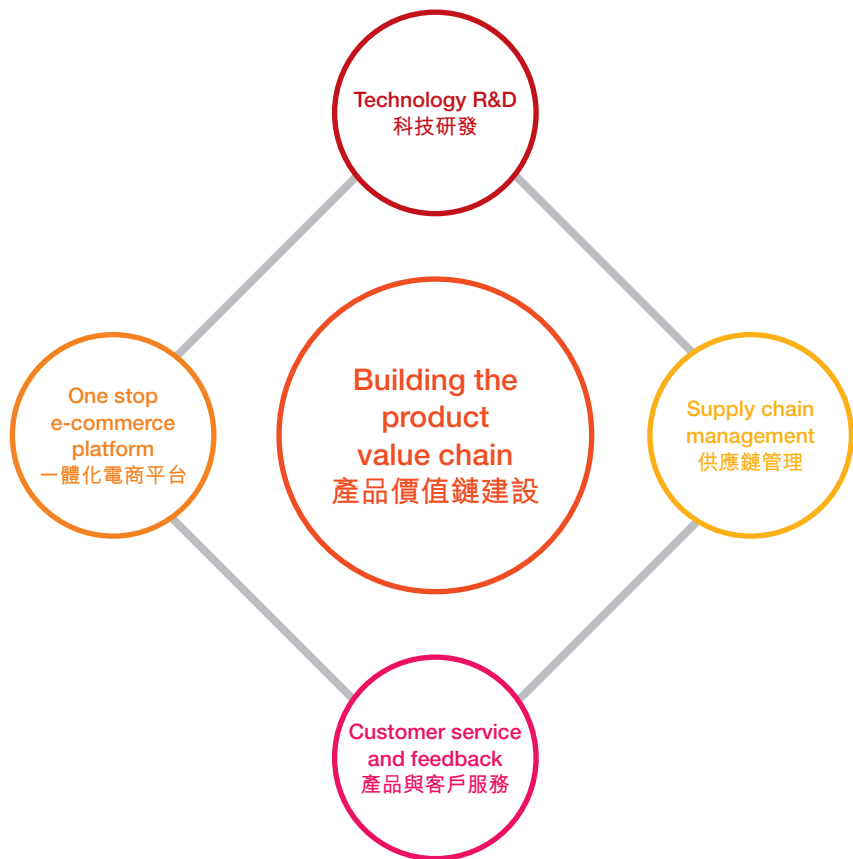 Technology R&D
科技研發
One stop
e-commerce
platform
一體化電商平台
Building the
product
value chain
產品價值鏈建設
Supply chain
management
供應鏈管理
Customer service
and feedback
產品與客戶服務